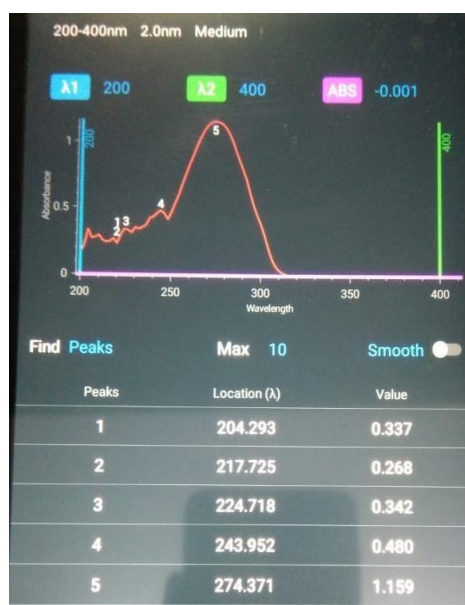 200-400nm 2.0nm Medium
λ1 200 λ2 400 ABS -0.001
200
400
Absorbance
1
0.5
0
5
4
1 3
2
200 250 300 350 400
Wavelength
Find Peaks Max 10 Smooth
Peaks Location (λ) Value
1 204.293 0.337
2 217.725 0.268
3 224.718 0.342
4 243.952 0.480
5 274.371 1.159